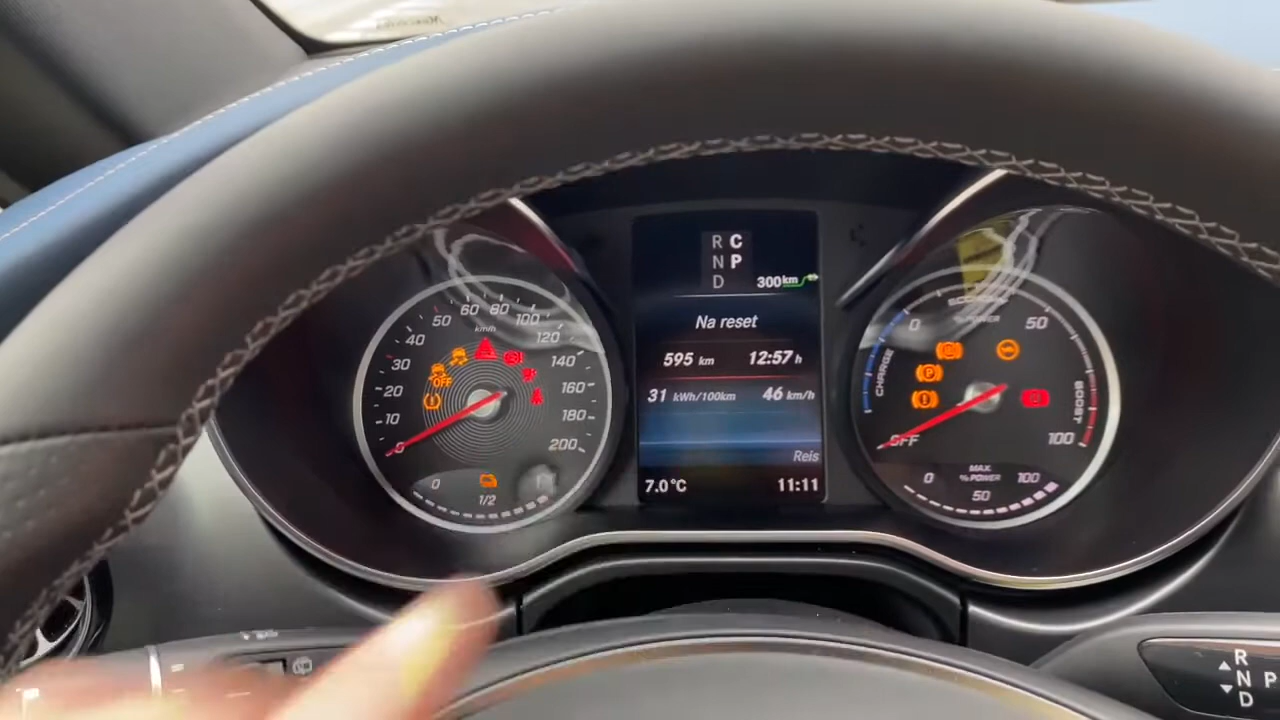 R C
N P
D 300km
Na reset
595 km 12:57 h
31 kWh/100km 46 km/h
Reis
7.0°C 11:11
0
10
20
30
40
50
60
80
100
120
140
160
180
200
km/h
OFF
0
1/2
OFF
CHARGE
0
% POWER
50
BOOST
100
0
MAX.
% POWER
50
100
R
N P
D